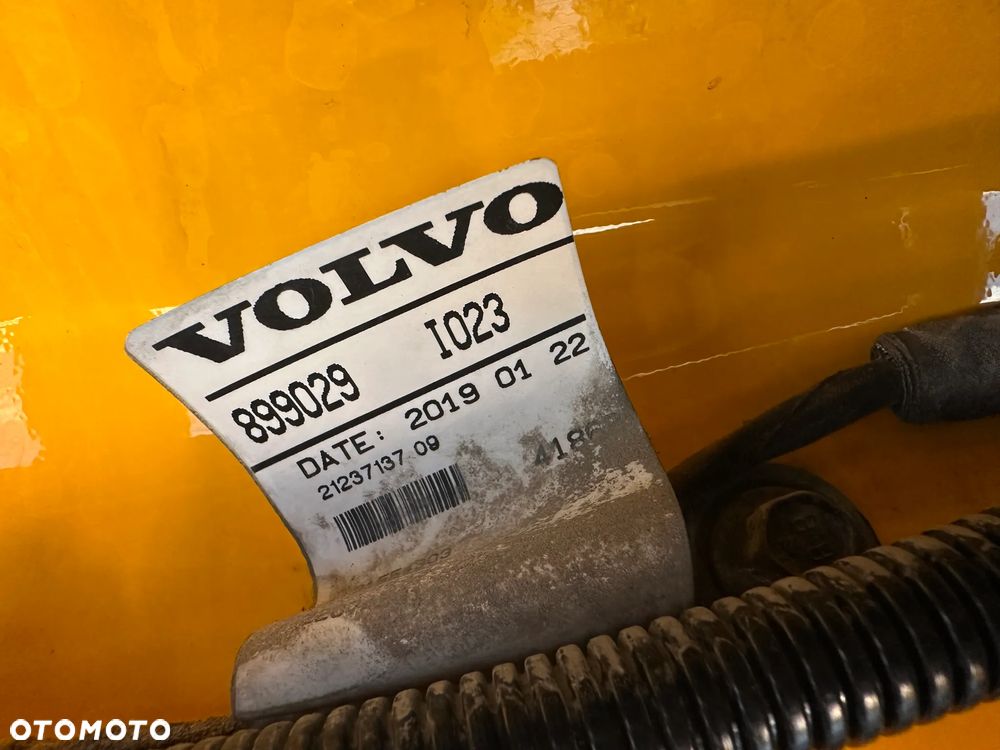 VOLVO
899029 I023
DATE: 2019 01 22
21237137 09
OTOMOTO